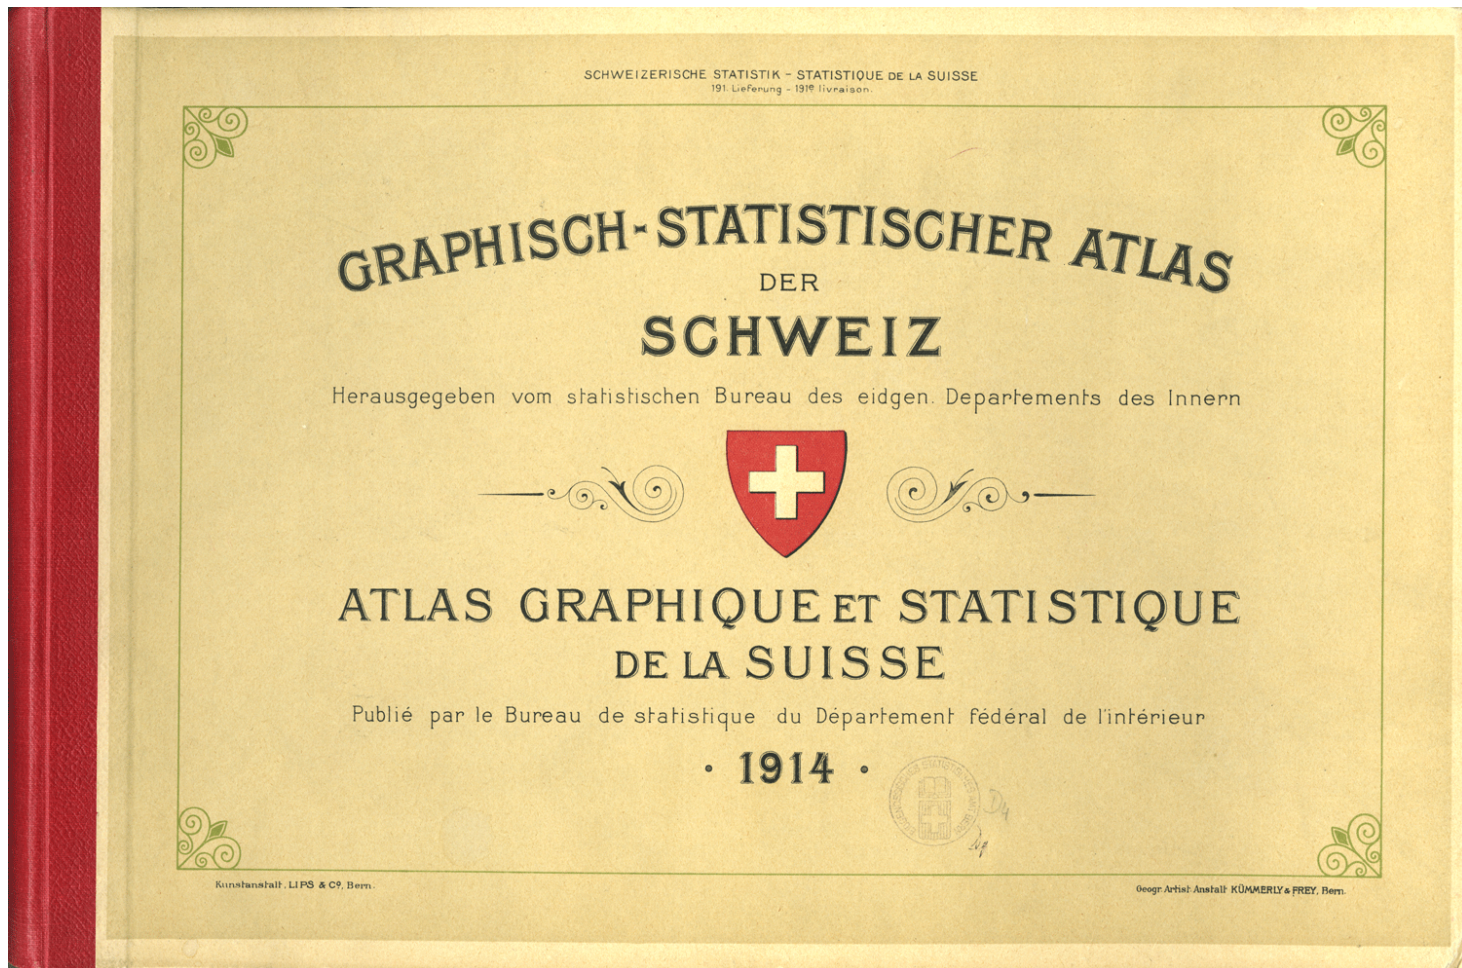 SCHWEIZERISCHE STATISTIK - STATISTIQUE DE LA SUISSE
191. Lieferung - 191e livraison.
GRAPHISCH-STATISTISCHER ATLAS
DER
SCHWEIZ
Herausgegeben vom statistischen Bureau des eidgen. Departements des Innern
ATLAS GRAPHIQUE ET STATISTIQUE
DE LA SUISSE
Publié par le Bureau de statistique du Département fédéral de l'intérieur
· 1914 ·
Kunstanstalt. LIPS & Cº, Bern.
Geogr. Artist. Anstalt KÜMMERLY & FREY, Bern.